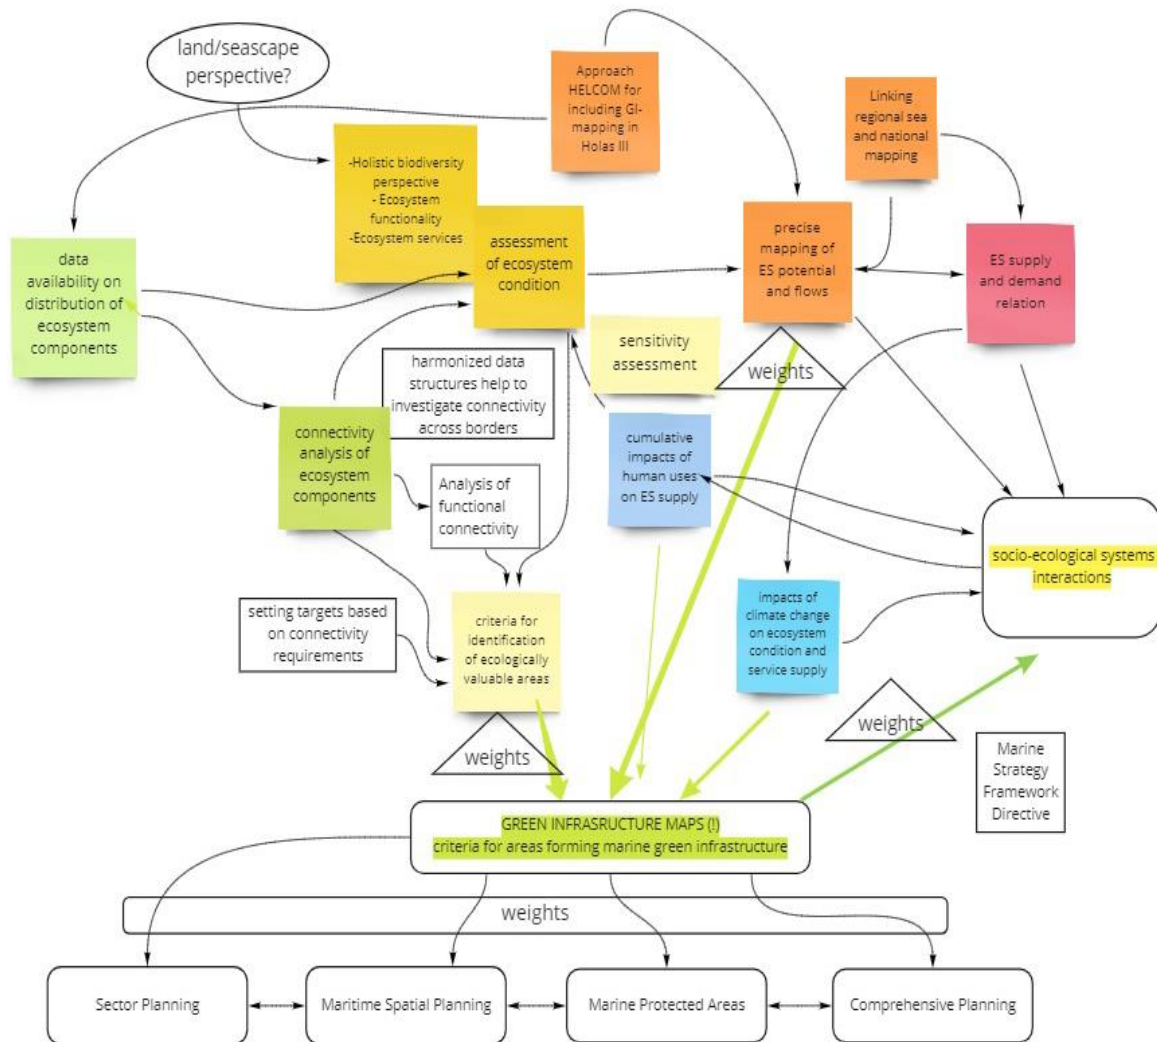 land/seascape
perspective?
Approach
HELCOM for
including GI-
mapping in
Holas III
Linking
regional sea
and national
mapping
-Holistic biodiversity
perspective
- Ecosystem
functionality
-Ecosystem services
assessment
of ecosystem
condition
precise
mapping of
ES potential
and flows
ES supply
and demand
relation
data
availability on
distribution of
ecosystem
components
sensitivity
assessment
weights
harmonized data
structures help to
investigate connectivity
across borders
connectivity
analysis of
ecosystem
components
cumulative
impacts of
human uses
on ES supply
Analysis of
functional
connectivity
socio-ecological systems
interactions
setting targets based
on connectivity
requirements
criteria for
identification
of ecologically
valuable areas
impacts of
climate change
on ecosystem
condition and
service supply
weights
weights
Marine
Strategy
Framework
Directive
GREEN INFRASRUCTURE MAPS (!)
criteria for areas forming marine green infrastructure
weights
Sector Planning
Maritime Spatial Planning
Marine Protected Areas
Comprehensive Planning